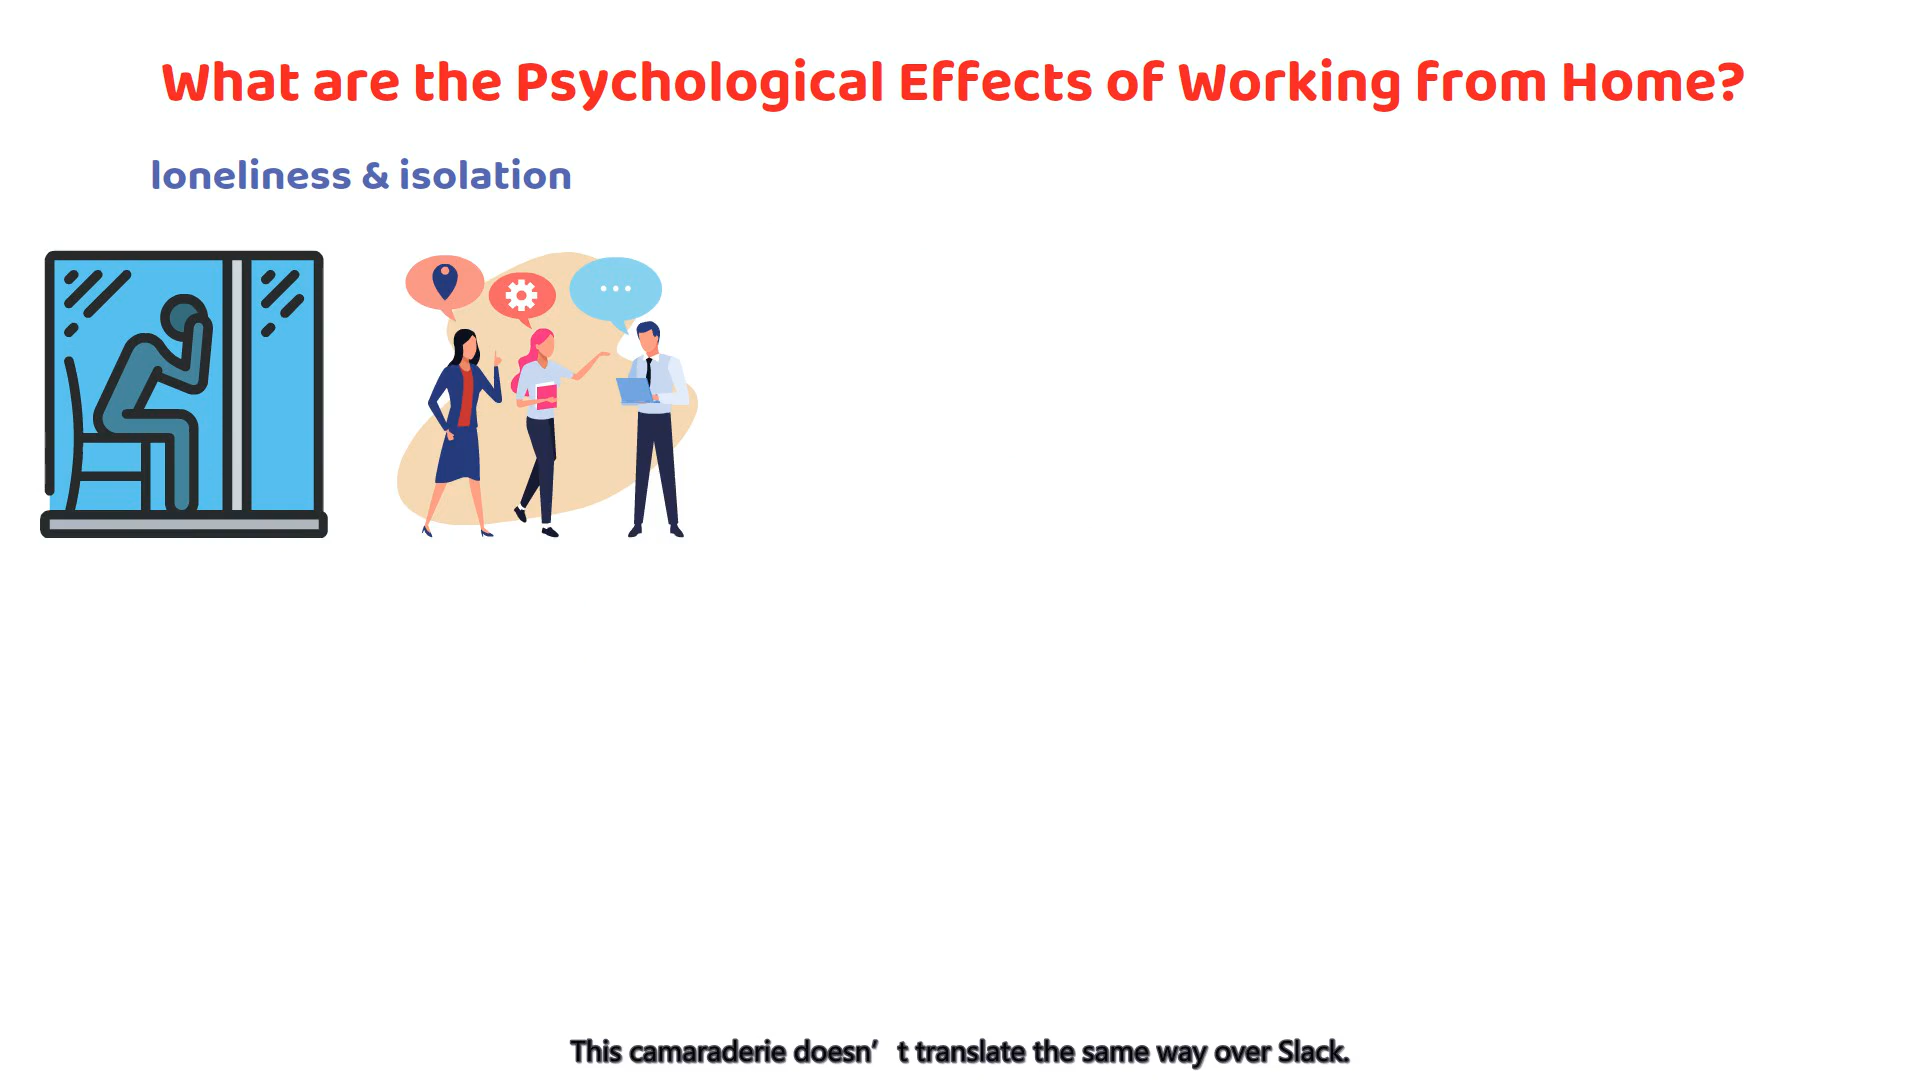 What are the Psychological Effects of Working from Home?
loneliness & isolation
This camaraderie doesn’t translate the same way over Slack.